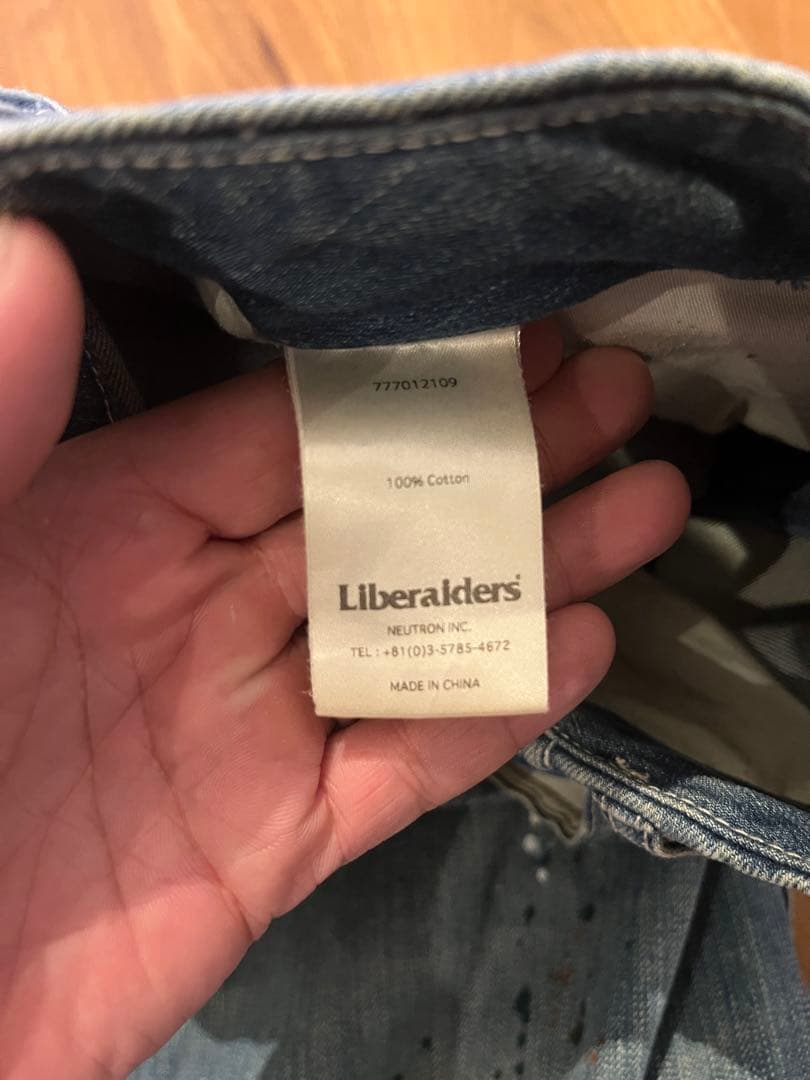 777012109
100% Cotton
Liberaiders
NEUTRON INC.
TEL : +81(0)3-5785-4672
MADE IN CHINA